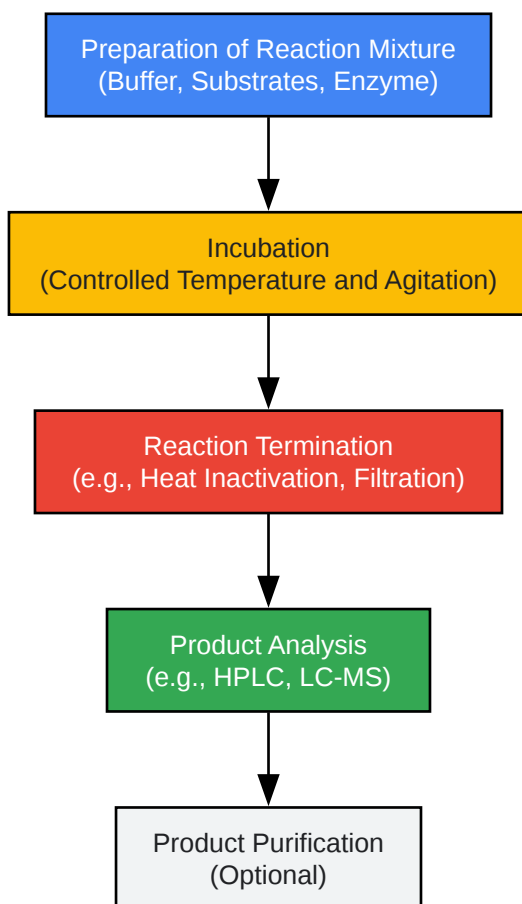 Preparation of Reaction Mixture
(Buffer, Substrates, Enzyme)
Incubation
(Controlled Temperature and Agitation)
Reaction Termination
(e.g., Heat Inactivation, Filtration)
Product Analysis
(e.g., HPLC, LC-MS)
Product Purification
(Optional)